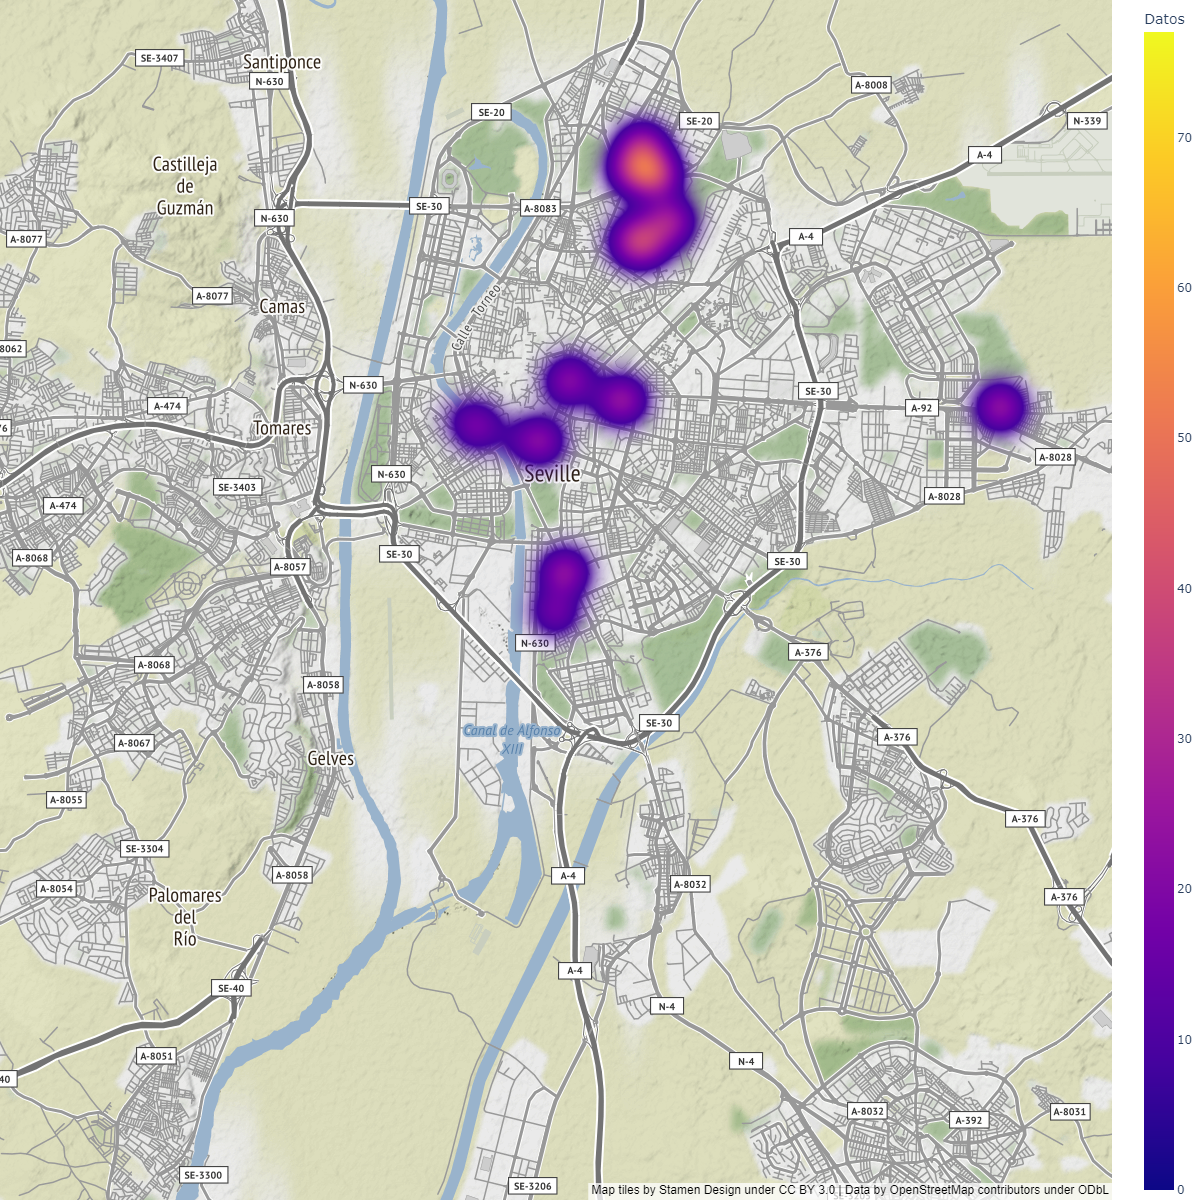 Datos
SE-3407
Santiponce
N-630
A-8008
SE-20
SE-20
N-339
A-4
Castilleja
de
Guzmán
SE-30
A-8083
N-630
A-8077
A-4
A-8077
Camas
Calle Torneo
8062
N-630
SE-30
A-474
A-92
76
Tomares
A-8028
Seville
N-630
SE-3403
A-8028
A-474
SE-30
A-8068
A-8057
SE-30
N-630
A-376
A-8068
A-8058
SE-30
Canal de Alfonso
XIII
A-376
A-8067
Gelves
A-8055
A-376
SE-3304
A-8058
A-4
A-8032
A-8054
Palomares
del
Río
A-376
A-4
SE-40
N-4
A-8051
N-4
40
A-8032
A-392
A-8031
SE-3300
SE-3206
Map tiles by Stamen Design under CC BY 3.0 | Data by OpenStreetMap contributors under ODbL
70
60
50
40
30
20
10
0